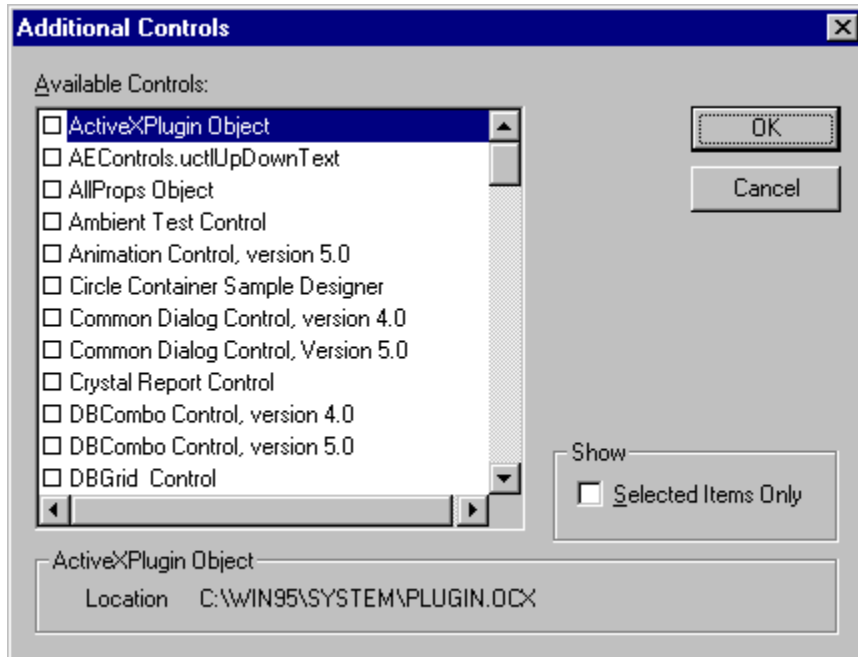 Additional Controls
Available Controls:
ActiveXPlugin Object
AEControls.uctlUpDownText
AllProps Object
Ambient Test Control
Animation Control, version 5.0
Circle Container Sample Designer
Common Dialog Control, version 4.0
Common Dialog Control, Version 5.0
Crystal Report Control
DBCombo Control, version 4.0
DBCombo Control, version 5.0
DBGrid  Control
OK
Cancel
Show
Selected Items Only
ActiveXPlugin Object
Location C:\WIN95\SYSTEM\PLUGIN.OCX